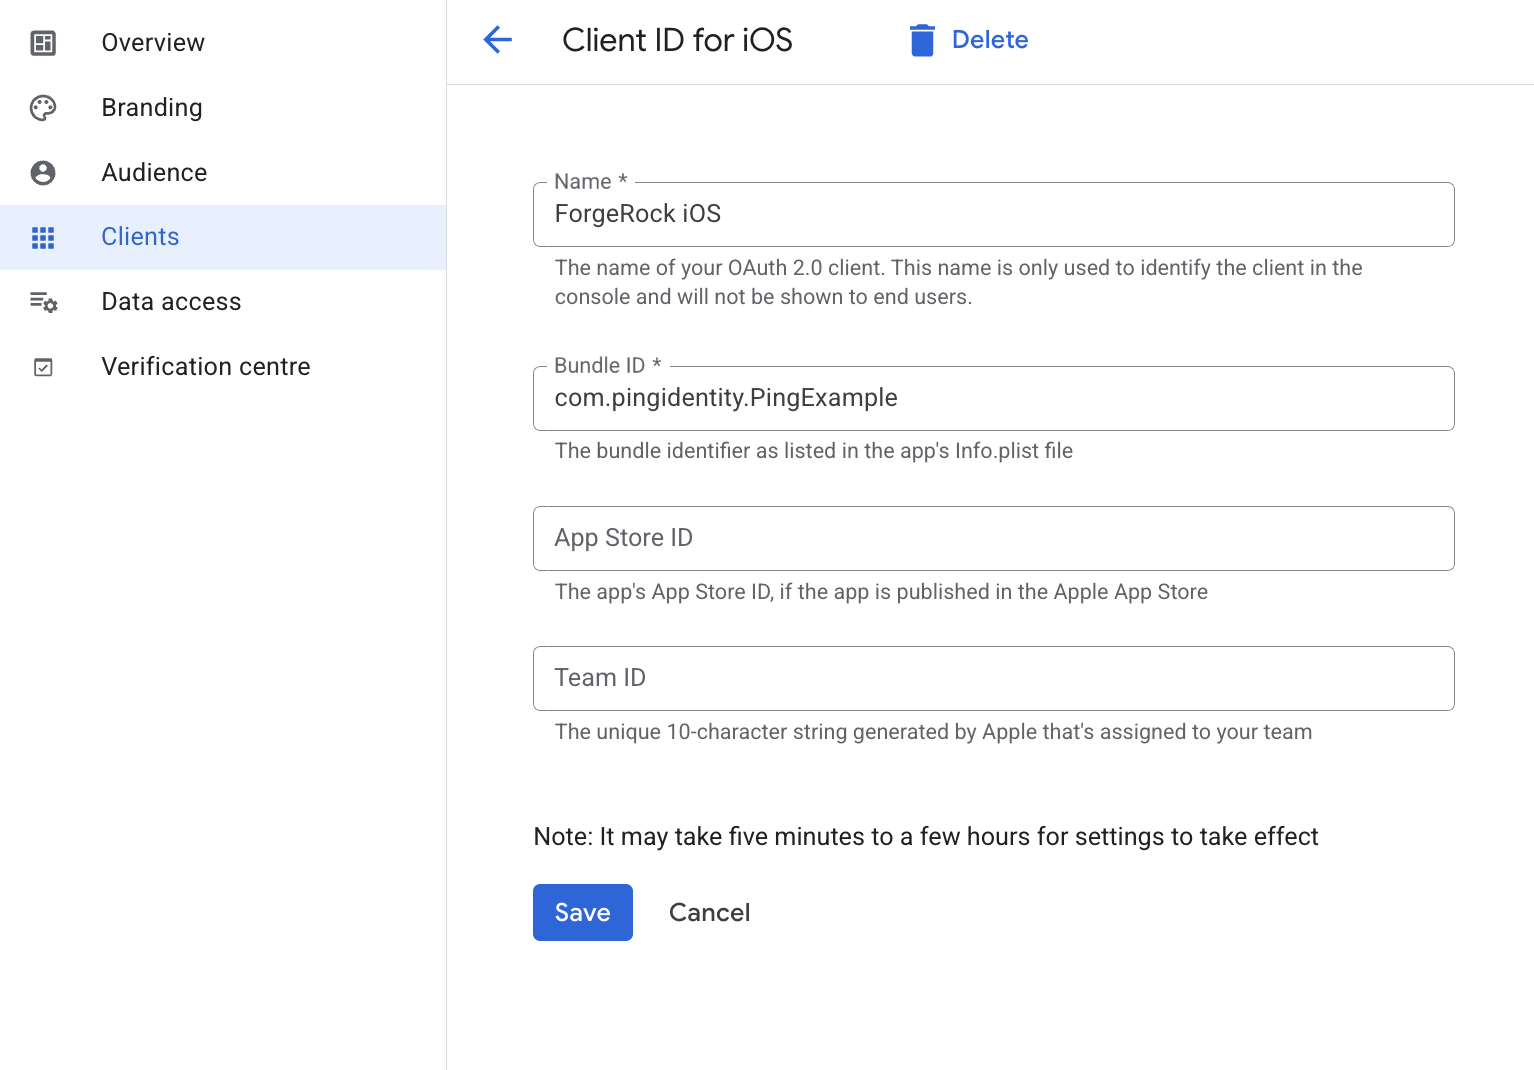 Overview
Branding
Audience
Clients
Data access
Verification centre
Client ID for iOS
Delete
Name *
ForgeRock iOS
The name of your OAuth 2.0 client. This name is only used to identify the client in the
console and will not be shown to end users.
Bundle ID *
com.pingidentity.PingExample
The bundle identifier as listed in the app's Info.plist file
App Store ID
The app's App Store ID, if the app is published in the Apple App Store
Team ID
The unique 10-character string generated by Apple that's assigned to your team
Note: It may take five minutes to a few hours for settings to take effect
Save
Cancel